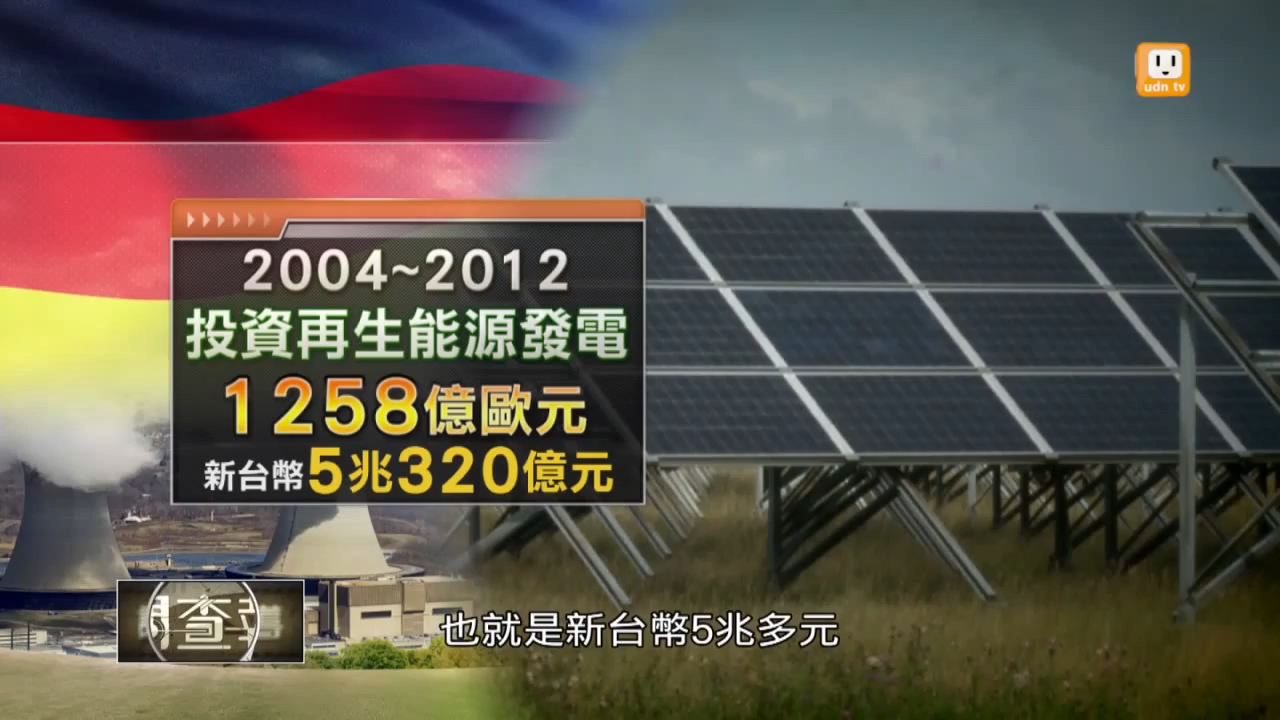 udn tv
2004~2012
投資再生能源發電
1258億歐元
新台幣5兆320億元
查
也就是新台幣5兆多元